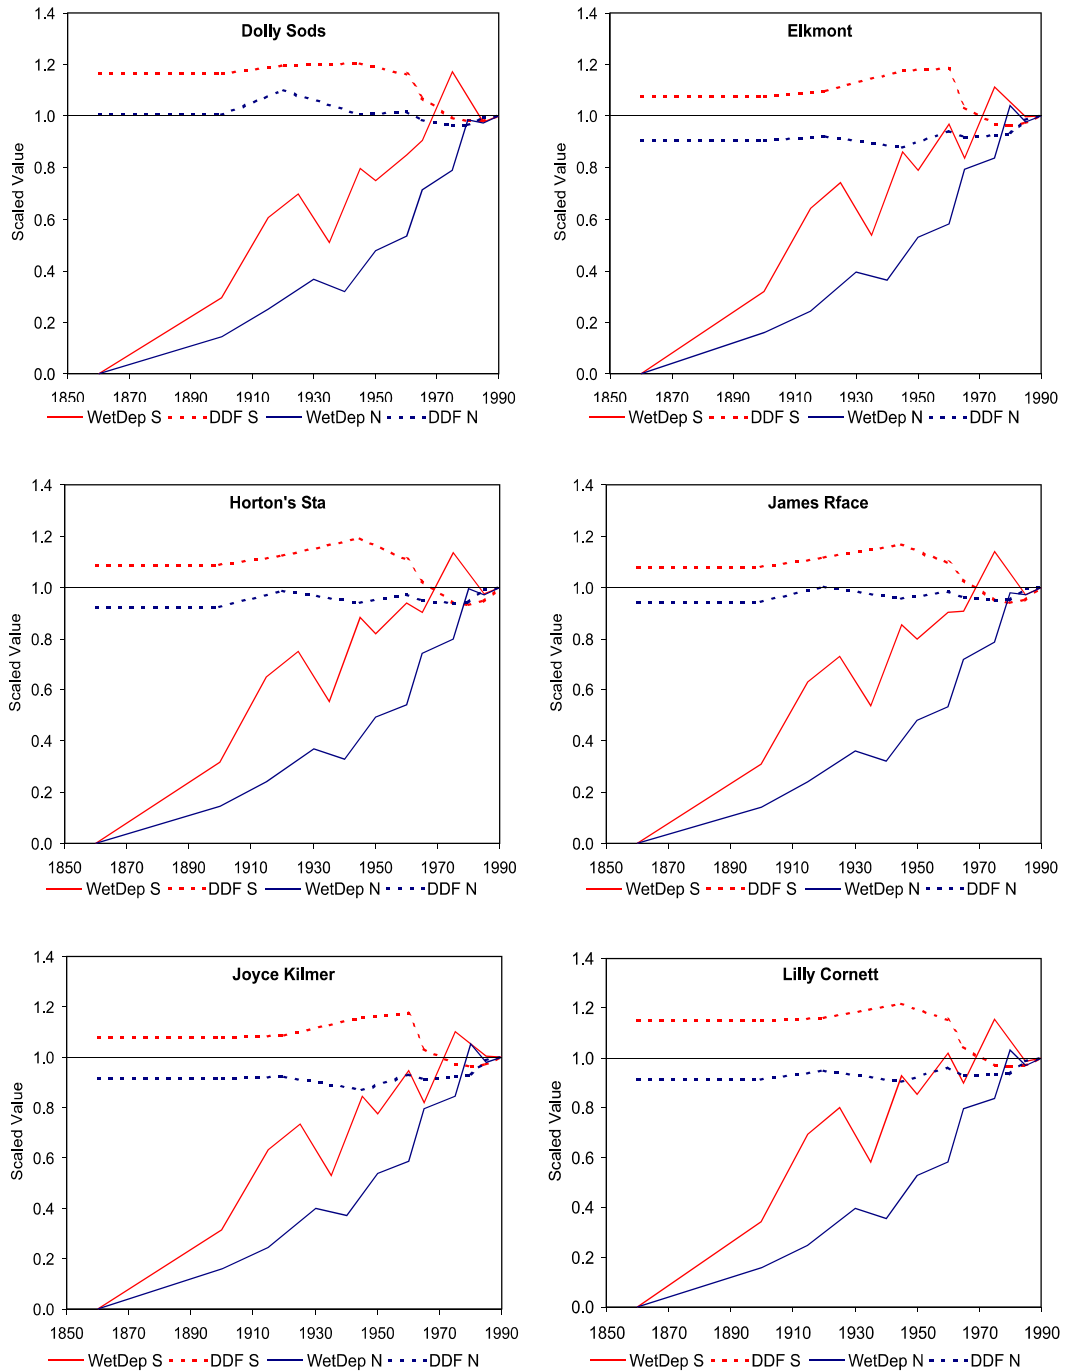 Dolly Sods
1.4
1.2
1.0
0.8
0.6
0.4
0.2
0.0
Scaled Value
1850 1870 1890 1910 1930 1950 1970 1990
WetDep S DDF S WetDep N DDF N
Elkmont
1.4
1.2
1.0
0.8
0.6
0.4
0.2
0.0
Scaled Value
1850 1870 1890 1910 1930 1950 1970 1990
WetDep S DDF S WetDep N DDF N
Horton's Sta
1.4
1.2
1.0
0.8
0.6
0.4
0.2
0.0
Scaled Value
1850 1870 1890 1910 1930 1950 1970 1990
WetDep S DDF S WetDep N DDF N
James Rface
1.4
1.2
1.0
0.8
0.6
0.4
0.2
0.0
Scaled Value
1850 1870 1890 1910 1930 1950 1970 1990
WetDep S DDF S WetDep N DDF N
Joyce Kilmer
1.4
1.2
1.0
0.8
0.6
0.4
0.2
0.0
Scaled Value
1850 1870 1890 1910 1930 1950 1970 1990
WetDep S DDF S WetDep N DDF N
Lilly Cornett
1.4
1.2
1.0
0.8
0.6
0.4
0.2
0.0
Scaled Value
1850 1870 1890 1910 1930 1950 1970 1990
WetDep S DDF S WetDep N DDF N